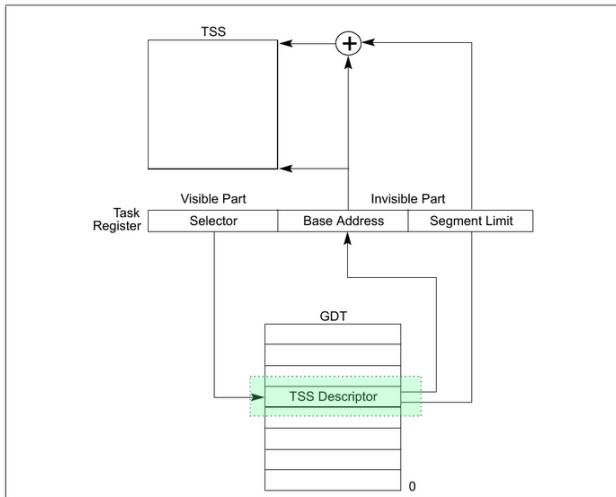 TSS
+
Visible Part
Invisible Part
Task
Register
Selector
Base Address
Segment Limit
GDT
TSS Descriptor
0